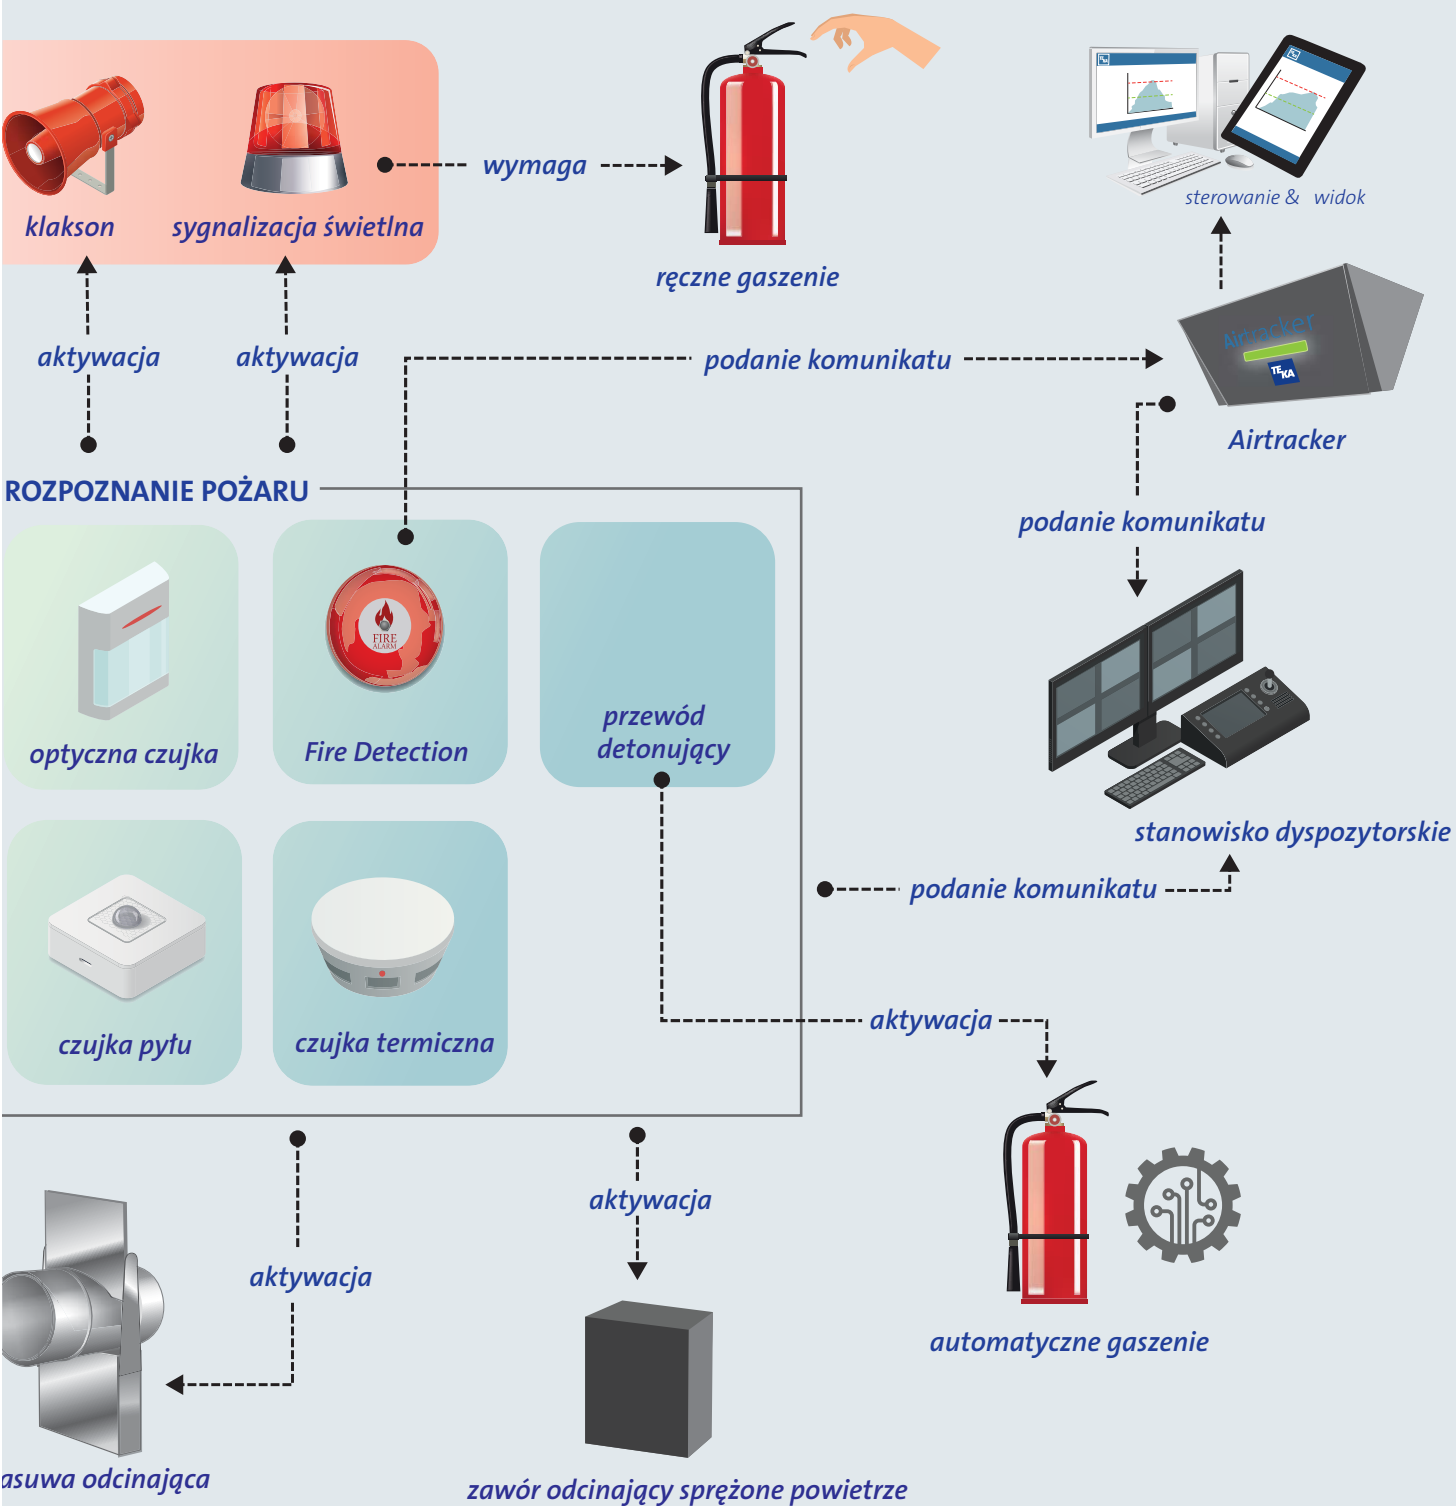 klakson
sygnalizacja świetlna
wymaga
ręczne gaszenie
sterowanie & widok
aktywacja
aktywacja
podanie komunikatu
Airtracker
TEKA
Airtracker
podanie komunikatu
ROZPOZNANIE POŻARU
FIRE
ALARM
optyczna czujka
Fire Detection
przewód
detonujący
stanowisko dyspozytorskie
podanie komunikatu
czujka pyłu
czujka termiczna
aktywacja
aktywacja
aktywacja
automatyczne gaszenie
asuwa odcinająca
zawór odcinający sprężone powietrze